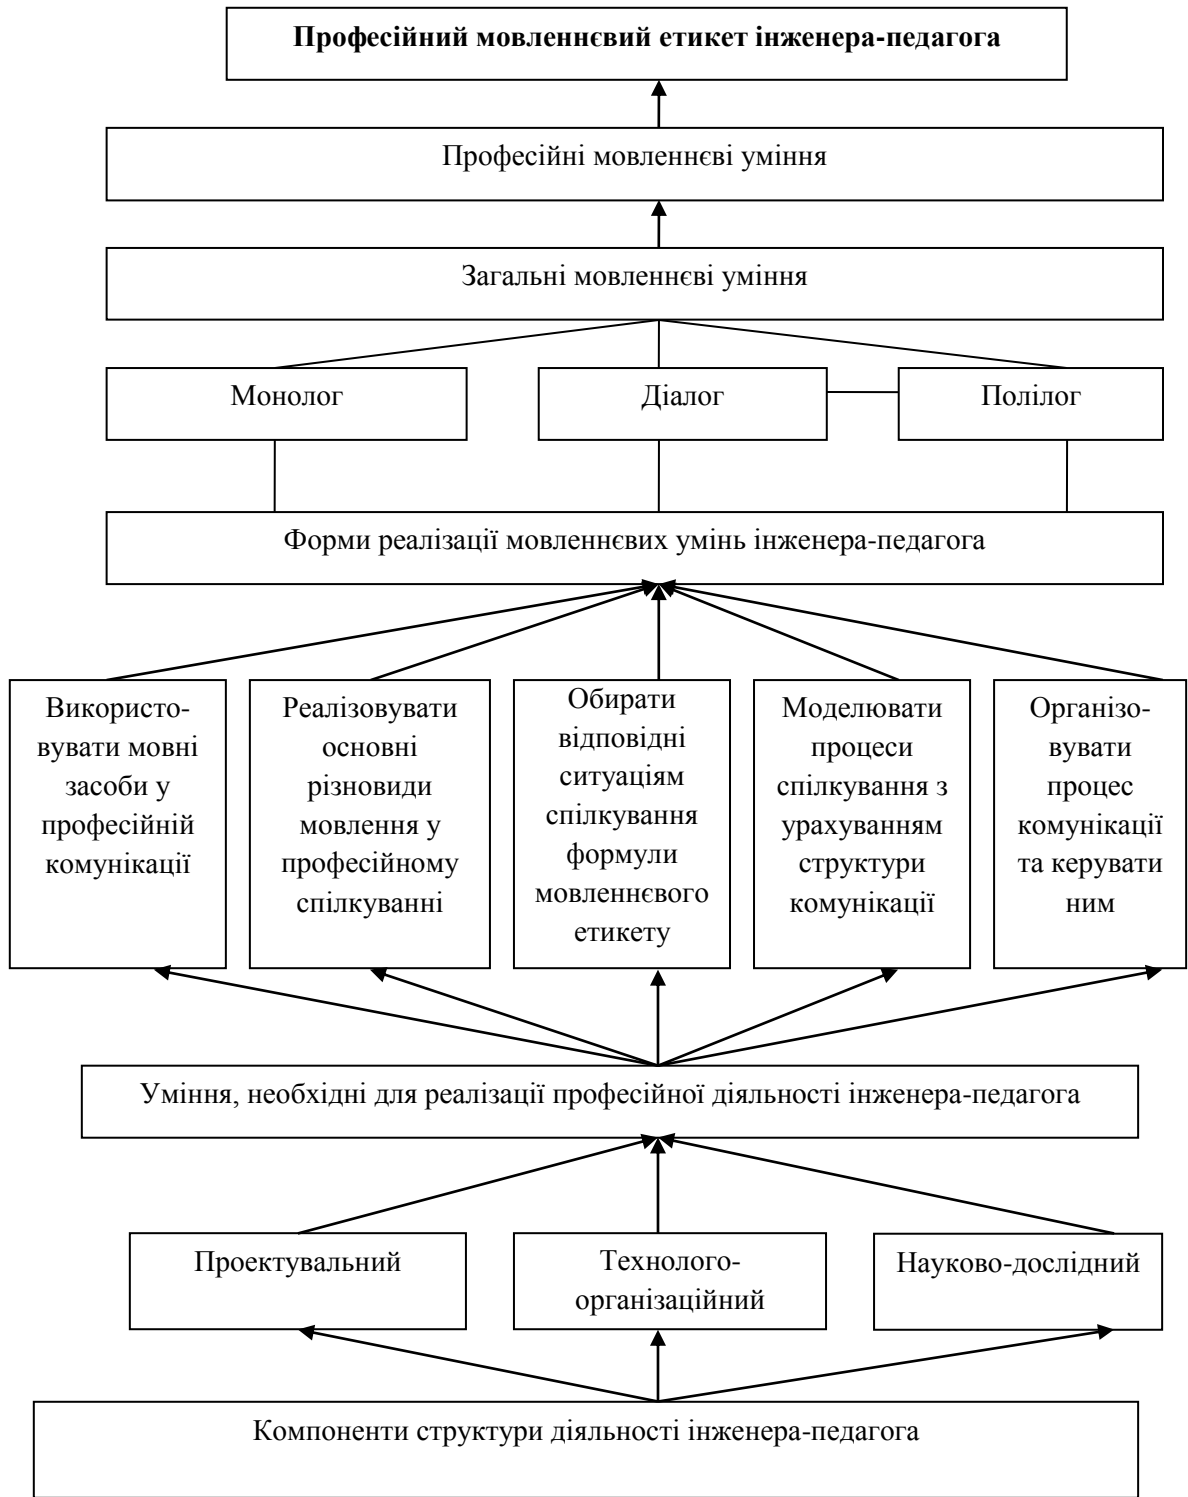 Професійний мовленнєвий етикет інженера-педагога
Професійні мовленнєві уміння
Загальні мовленнєві уміння
Монолог
Діалог
Полілог
Форми реалізації мовленнєвих умінь інженера-педагога
Використо-
вувати мовні
засоби у
професійній
комунікації
Реалізовувати
основні
різновиди
мовлення у
професійному
спілкуванні
Обирати
відповідні
ситуаціям
спілкування
формули
мовленнєвого
етикету
Моделювати
процеси
спілкування з
урахуванням
структури
комунікації
Організо-
вувати
процес
комунікації
та керувати
ним
Уміння, необхідні для реалізації професійної діяльності інженера-педагога
Проектувальний
Технолого-
організаційний
Науково-дослідний
Компоненти структури діяльності інженера-педагога